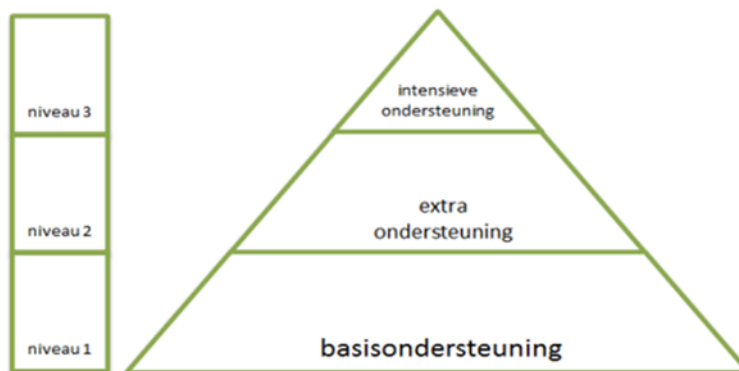 intensieve
ondersteuning
niveau 3
extra
ondersteuning
niveau 2
basisondersteuning
niveau 1